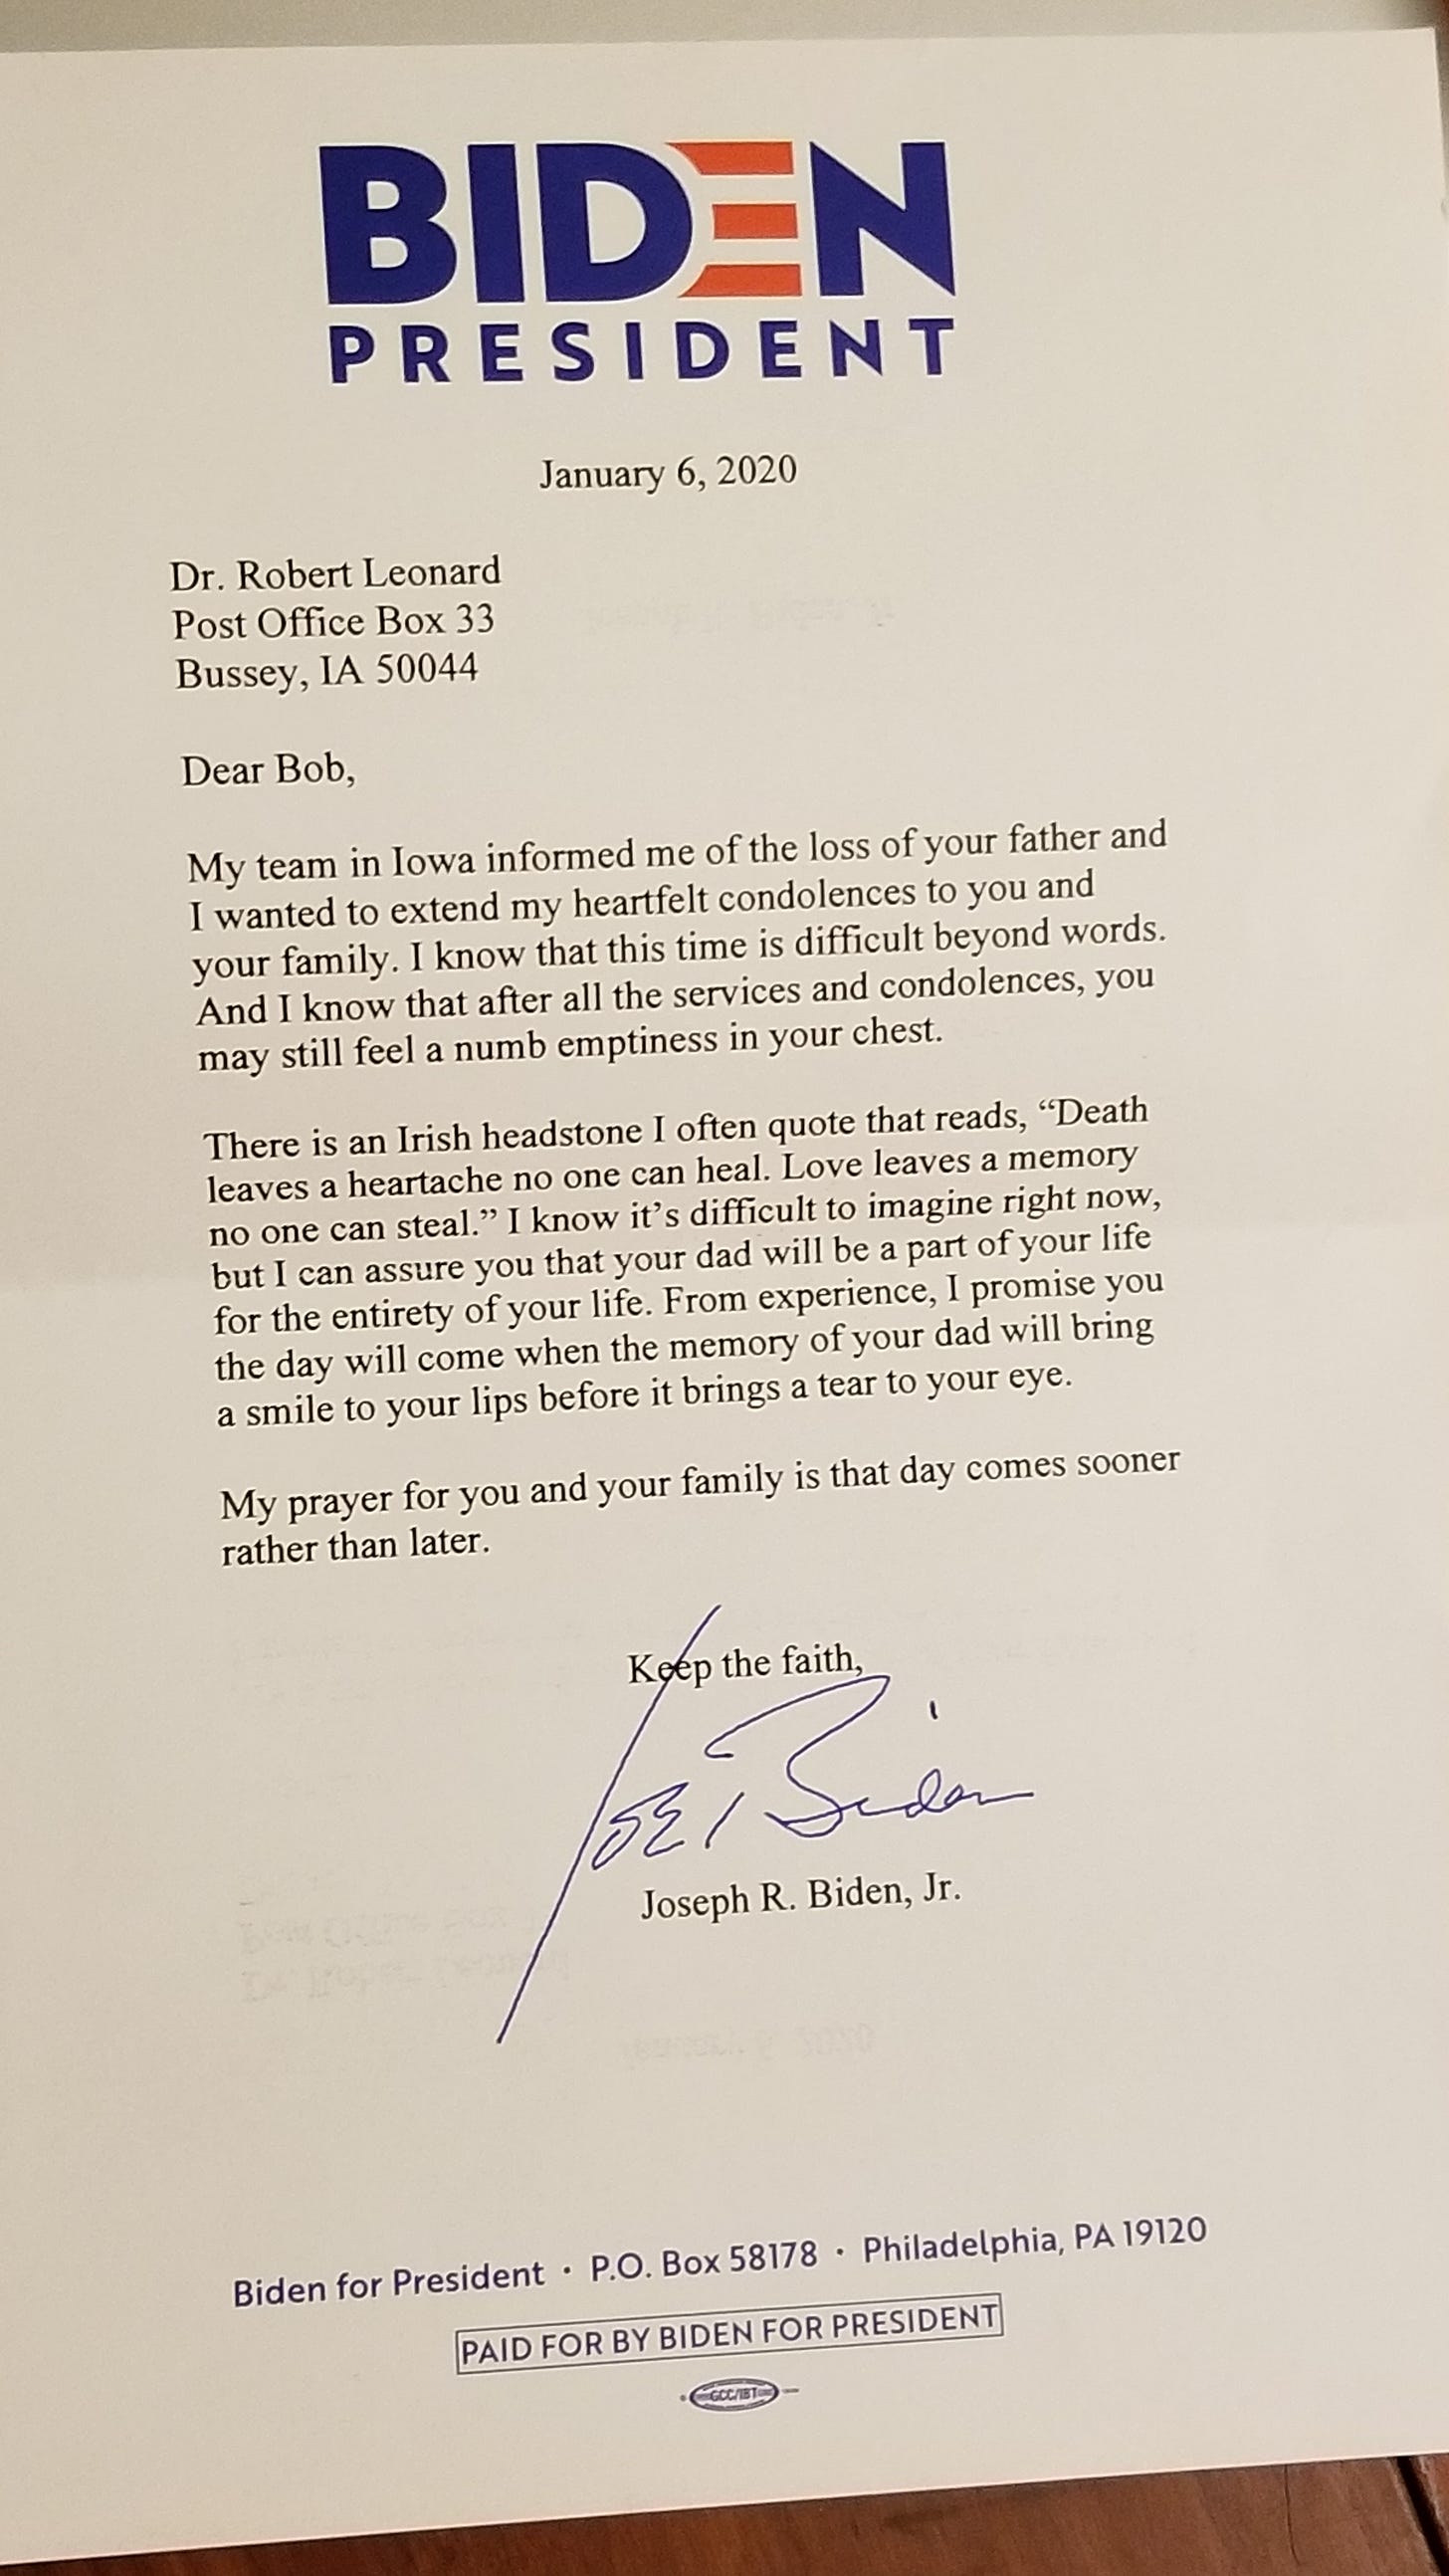 BIDEN
PRESIDENT
January 6, 2020
Dr. Robert Leonard
Post Office Box 33
Bussey, IA 50044
Dear Bob,
My team in Iowa informed me of the loss of your father and
I wanted to extend my heartfelt condolences to you and
your family. I know that this time is difficult beyond words.
And I know that after all the services and condolences, you
may still feel a numb emptiness in your chest.
There is an Irish headstone I often quote that reads, “Death
leaves a heartache no one can heal. Love leaves a memory
no one can steal.” I know it’s difficult to imagine right now,
but I can assure you that your dad will be a part of your life
for the entirety of your life. From experience, I promise you
the day will come when the memory of your dad will bring
a smile to your lips before it brings a tear to your eye.
My prayer for you and your family is that day comes sooner
rather than later.
Keep the faith,
Joe Biden
Joseph R. Biden, Jr.
Biden for President · P.O. Box 58178 · Philadelphia, PA 19120
PAID FOR BY BIDEN FOR PRESIDENT
GCC/IBT